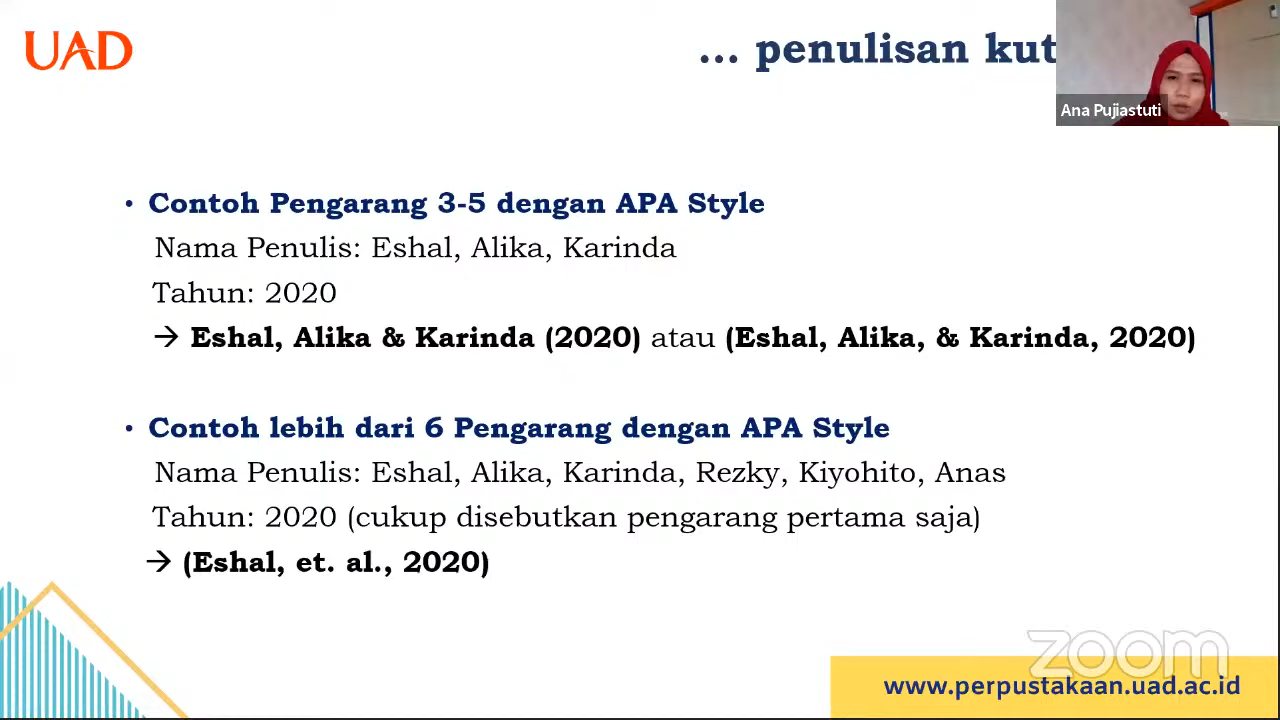 UAD
... penulisan kut
Ana Pujiastuti
• Contoh Pengarang 3-5 dengan APA Style
Nama Penulis: Eshal, Alika, Karinda
Tahun: 2020
→ Eshal, Alika & Karinda (2020) atau (Eshal, Alika, & Karinda, 2020)
• Contoh lebih dari 6 Pengarang dengan APA Style
Nama Penulis: Eshal, Alika, Karinda, Rezky, Kiyohito, Anas
Tahun: 2020 (cukup disebutkan pengarang pertama saja)
→ (Eshal, et. al., 2020)
zoom
www.perpustakaan.uad.ac.id